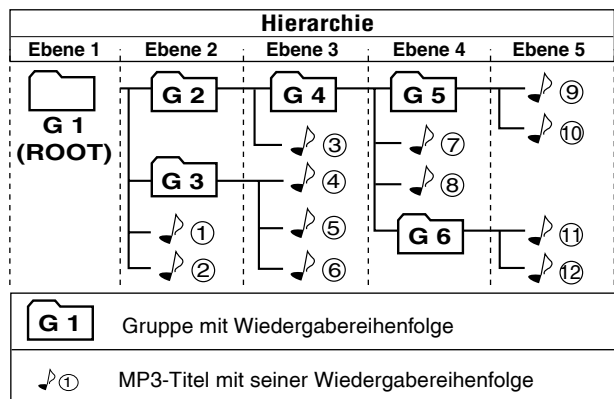 Hierarchie
Ebene 1 Ebene 2 Ebene 3 Ebene 4 Ebene 5
G 1
(ROOT)
G 2 G 4 G 5 ⑨
③ ⑦ ⑩
G 3 ④ ⑧
① ⑤ G 6 ⑪
② ⑥ ⑫
G 1 Gruppe mit Wiedergabereihenfolge
① MP3-Titel mit seiner Wiedergabereihenfolge